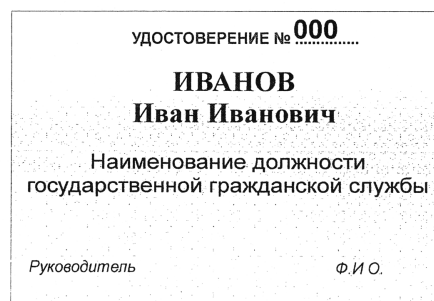 УДОСТОВЕРЕНИЕ № 000
ИВАНОВ
Иван Иванович
Наименование должности
государственной гражданской службы
Руководитель Ф.И О.